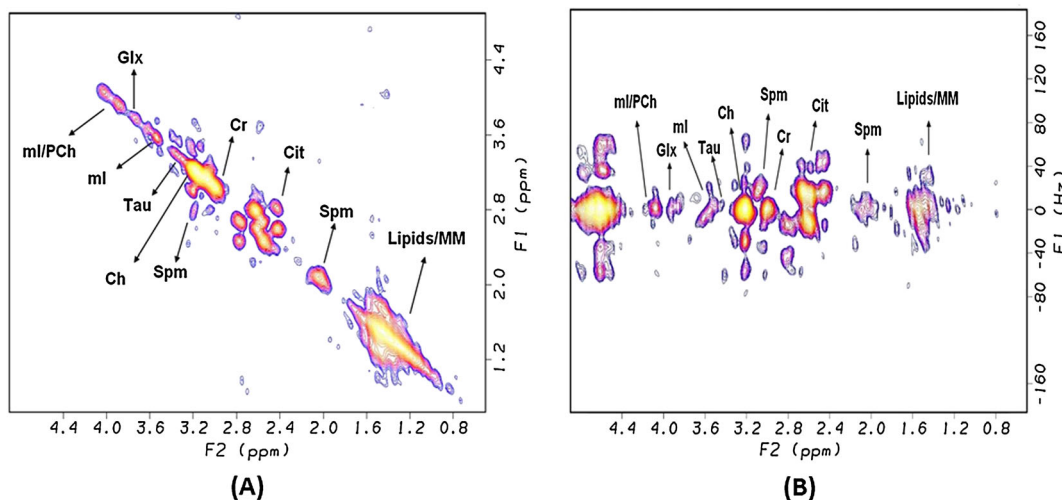 Glx
mI/PCh
mI
Tau
Ch
Spm
Cr
Cit
Spm
Lipids/MM
4.4
3.6
2.8
2.0
1.2
F1 (ppm)
4.4 4.0 3.6 3.2 2.8 2.4 2.0 1.6 1.2 0.8
F2 (ppm)
(A)
mI/PCh
Glx
mI
Tau
Ch
Spm
Cr
Cit
Spm
Lipids/MM
160
120
80
40
0
-40
-80
-160
F1 (Hz)
4.4 4.0 3.6 3.2 2.8 2.4 2.0 1.6 1.2 0.8
F2 (ppm)
(B)